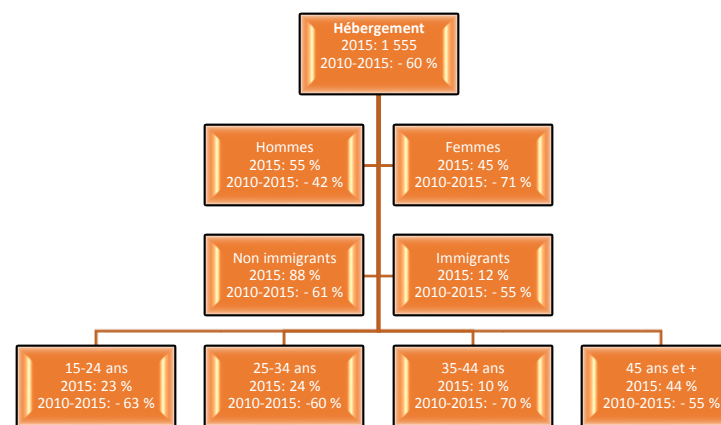 Hébergement
2015: 1 555
2010-2015: - 60 %
Hommes
2015: 55 %
2010-2015: - 42 %
Femmes
2015: 45 %
2010-2015: - 71 %
Non immigrants
2015: 88 %
2010-2015: - 61 %
Immigrants
2015: 12 %
2010-2015: - 55 %
15-24 ans
2015: 23 %
2010-2015: - 63 %
25-34 ans
2015: 24 %
2010-2015: -60 %
35-44 ans
2015: 10 %
2010-2015: - 70 %
45 ans et +
2015: 44 %
2010-2015: - 55 %